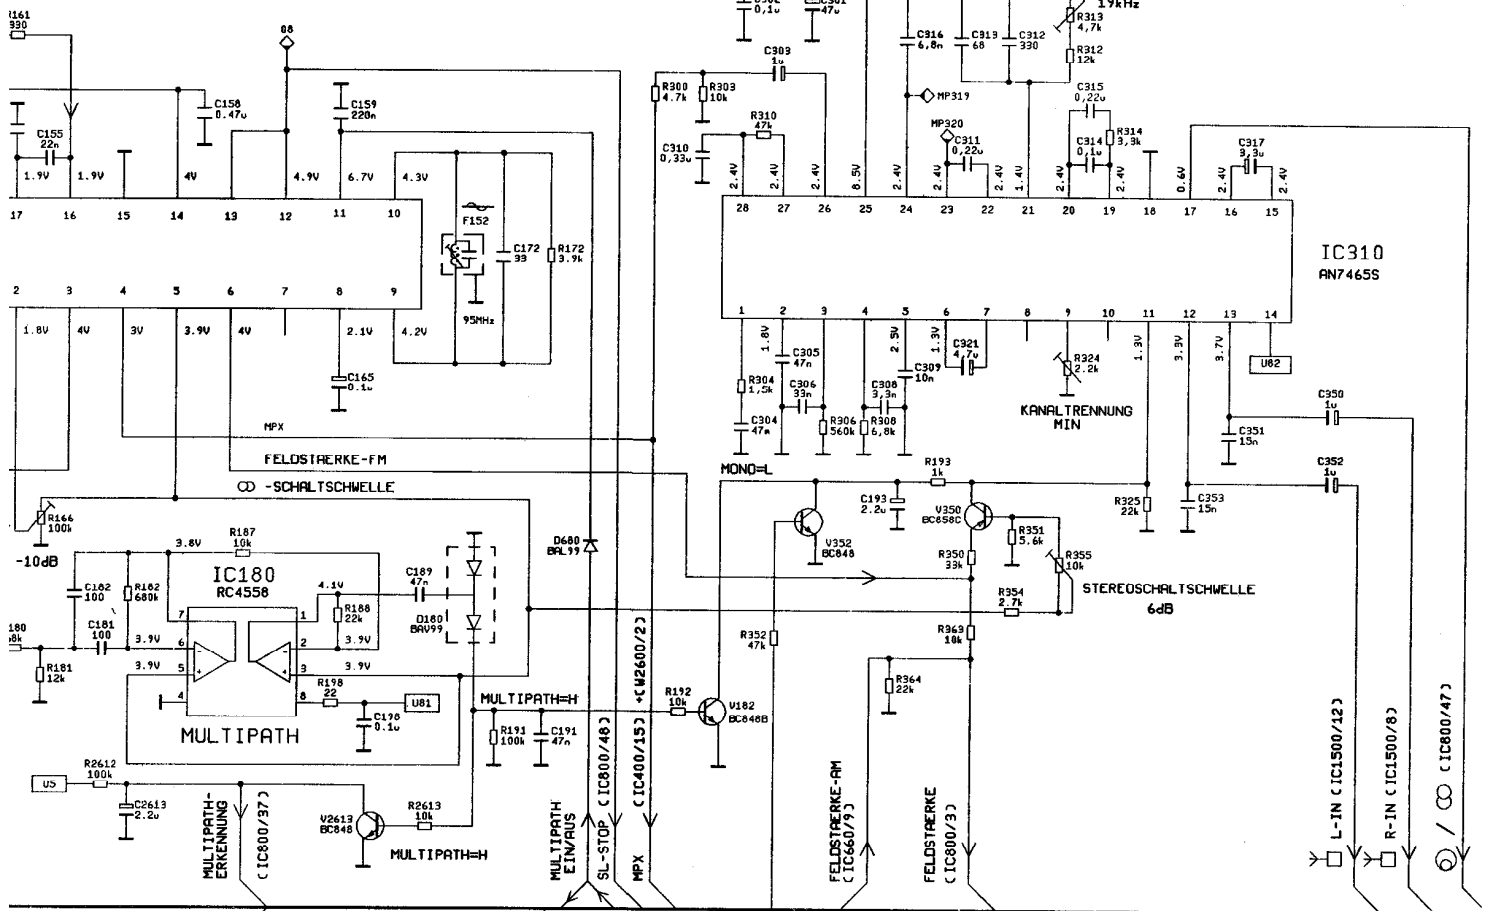 R161
330
C158
0.47u
C155
22n
1.9V
1.9V
4V
4.9V
6.7V
4.3V
08
C159
220n
17
16
15
14
13
12
11
10
2
3
4
5
6
7
8
9
1.8V
4V
3V
3.9V
4V
2.1V
4.2V
F152
95MHz
C172
33
R172
3.9k
C165
0.1u
MPX
FELDSTAERKE-FM
-SCHALTSCHWELLE
R166
100k
-10dB
3.8V
R187
10k
IC180
RC4558
4.1V
C182
100
R182
680k
C181
100
R181
12k
3.9V
3.9V
7
6
5
4
1
2
3
8
R188
22k
3.9V
3.9V
C189
47n
D180
BAV99
D680
BAL99
R198
22
U81
C198
0.1u
MULTIPATH
MULTIPATH=H
R191
100k
C191
47n
R192
10k
V182
BC848B
U5
R2612
100k
C2613
2.2u
MULTIPATH-
ERKENNUNG
(IC800/37)
V2613
BC848
R2613
10k
MULTIPATH=H
MULTIPATH
EIN/AUS
SL-STOP (IC800/48)
MPX (IC400/15) +(W2600/2)
C303
1u
47u
0,1u
R300
4.7k
R303
10k
R310
47k
C310
0,33u
C316
6,8n
C313
68
C312
330
19kHz
R313
4,7k
R312
12k
MP319
MP320
C311
0,22u
C315
0,22u
C314
0,1u
R314
3,3k
C317
3,3u
2.4V
2.4V
2.4V
8.5V
2.4V
2.4V
2.4V
1.4V
2.4V
2.4V
0.6V
2.4V
2.4V
28
27
26
25
24
23
22
21
20
19
18
17
16
15
IC310
AN7465S
1
2
3
4
5
6
7
8
9
10
11
12
13
14
1.8V
2.5V
1.3V
1.3V
3.3V
3.7V
U82
C305
47n
R304
1,5k
C306
33n
C304
47n
R306
560k
C308
3,3n
R308
6,8k
C309
10n
C321
4,7u
R324
2.2k
KANALTRENNUNG
MIN
C350
1u
C351
15n
C352
1u
C353
15n
MONO=L
R193
1k
C193
2.2u
V352
BC848
V350
BC858C
R351
5.6k
R325
22k
R350
33k
R355
10k
STEREOSCHALTSCHWELLE
6dB
R354
2.7k
R363
18k
R352
47k
R364
22k
FELDSTAERKE-AM
(IC660/9)
FELDSTAERKE
(IC800/3)
L-IN (IC1500/12)
R-IN (IC1500/8)
/ (IC800/47)